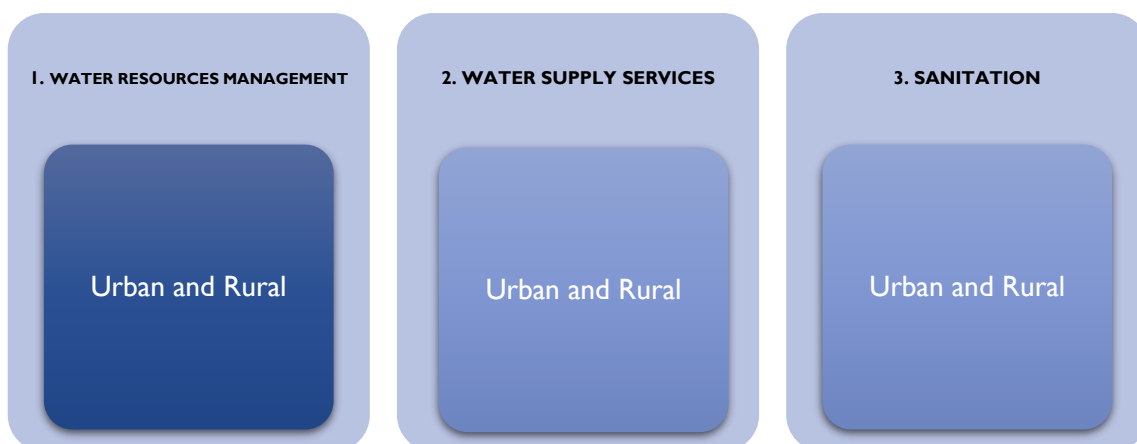 1. WATER RESOURCES MANAGEMENT
Urban and Rural
2. WATER SUPPLY SERVICES
Urban and Rural
3. SANITATION
Urban and Rural